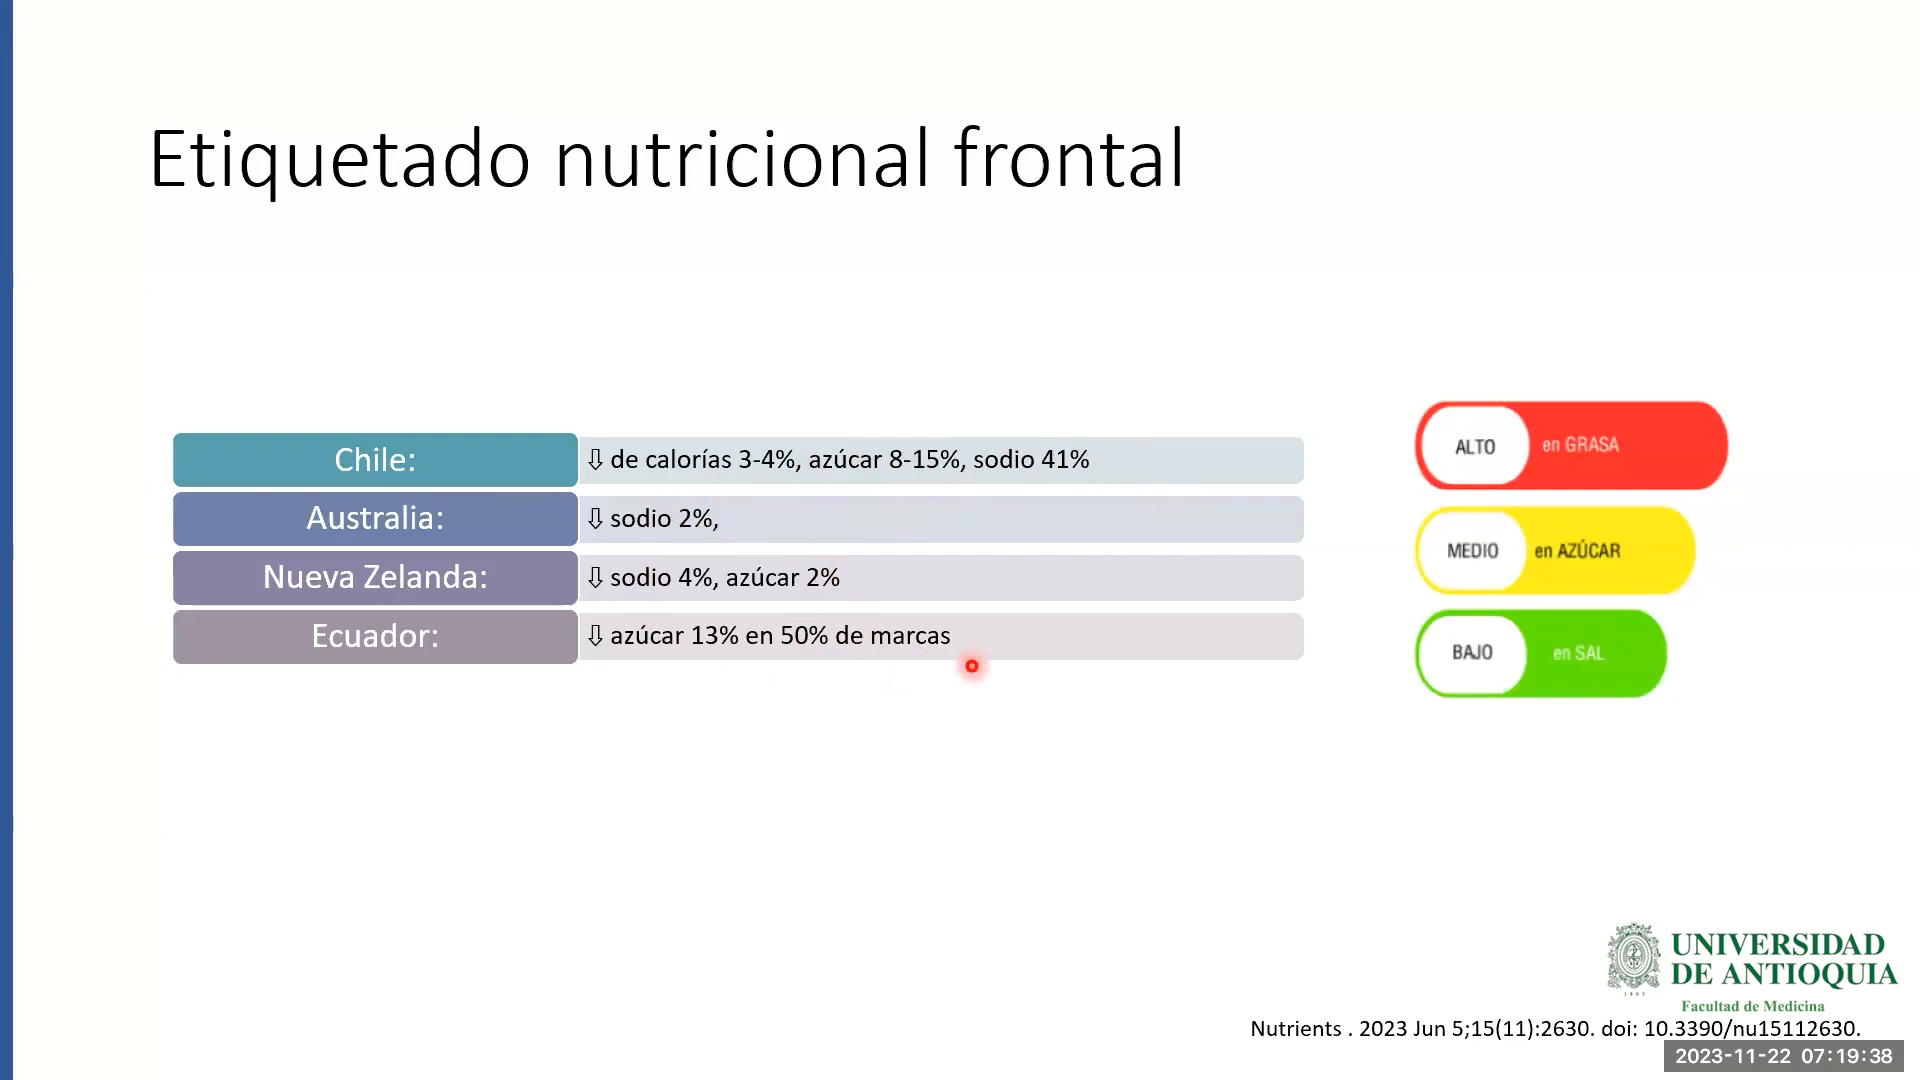 Etiquetado nutricional frontal
Chile:
⇩ de calorías 3-4%, azúcar 8-15%, sodio 41%
Australia:
⇩ sodio 2%,
Nueva Zelanda:
⇩ sodio 4%, azúcar 2%
Ecuador:
⇩ azúcar 13% en 50% de marcas
ALTO en GRASA
MEDIO en AZÚCAR
BAJO en SAL
UNIVERSIDAD
DE ANTIOQUIA
Facultad de Medicina
Nutrients . 2023 Jun 5;15(11):2630. doi: 10.3390/nu15112630.
2023-11-22 07:19:38